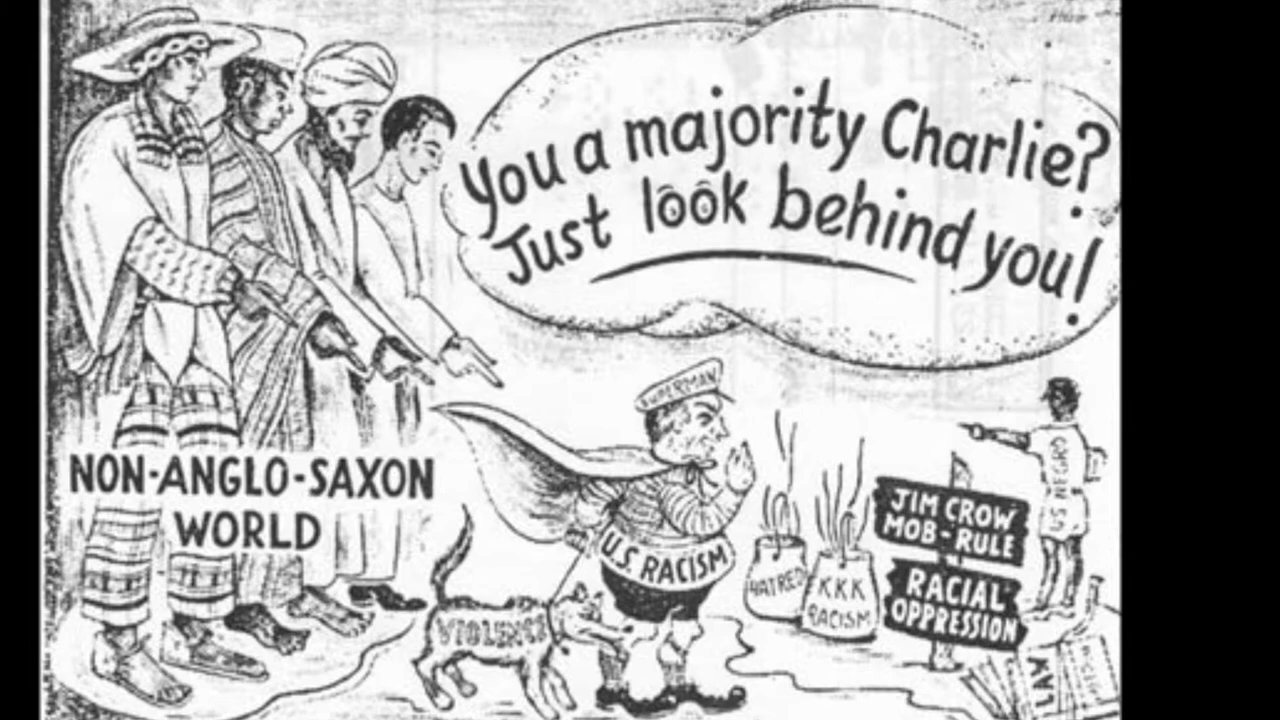 You a majority Charlie?
Just look behind you!
NON-ANGLO-SAXON
WORLD
SUPERMAN
U.S. RACISM
VIOLENCE
HATRED
KKK
RACISM
JIM CROW
MOB-RULE
RACIAL
OPPRESSION
U.S. NEGRO
LAW